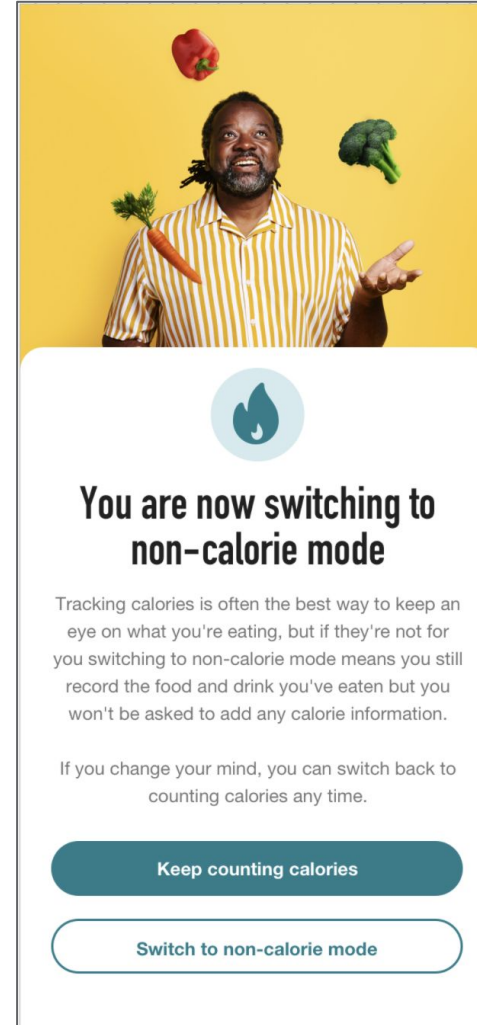 You are now switching to
non-calorie mode
Tracking calories is often the best way to keep an
eye on what you're eating, but if they're not for
you switching to non-calorie mode means you still
record the food and drink you've eaten but you
won't be asked to add any calorie information.
If you change your mind, you can switch back to
counting calories any time.
Keep counting calories
Switch to non-calorie mode